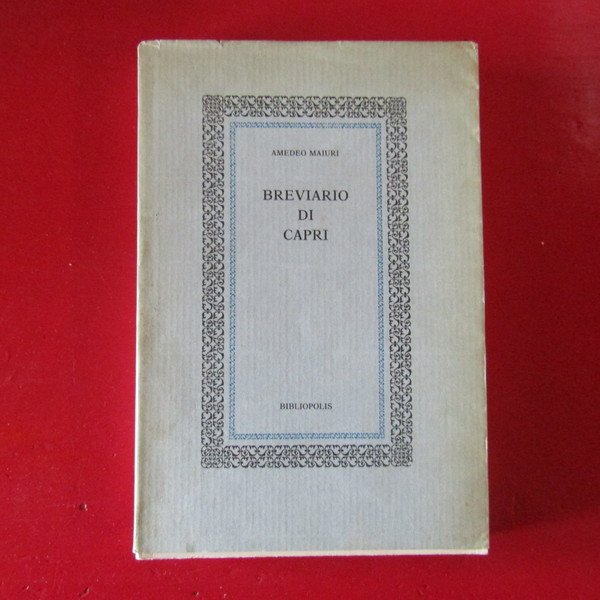 AMEDEO MAIURI
BREVIARIO
DI
CAPRI
BIBLIOPOLIS